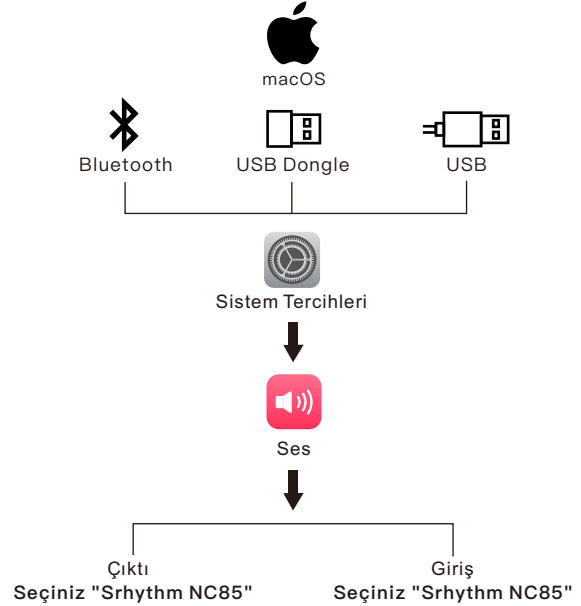 macOS
Bluetooth
USB Dongle
USB
Sistem Tercihleri
Ses
Çıktı
Seçiniz "Srhythm NC85"
Giriş
Seçiniz "Srhythm NC85"